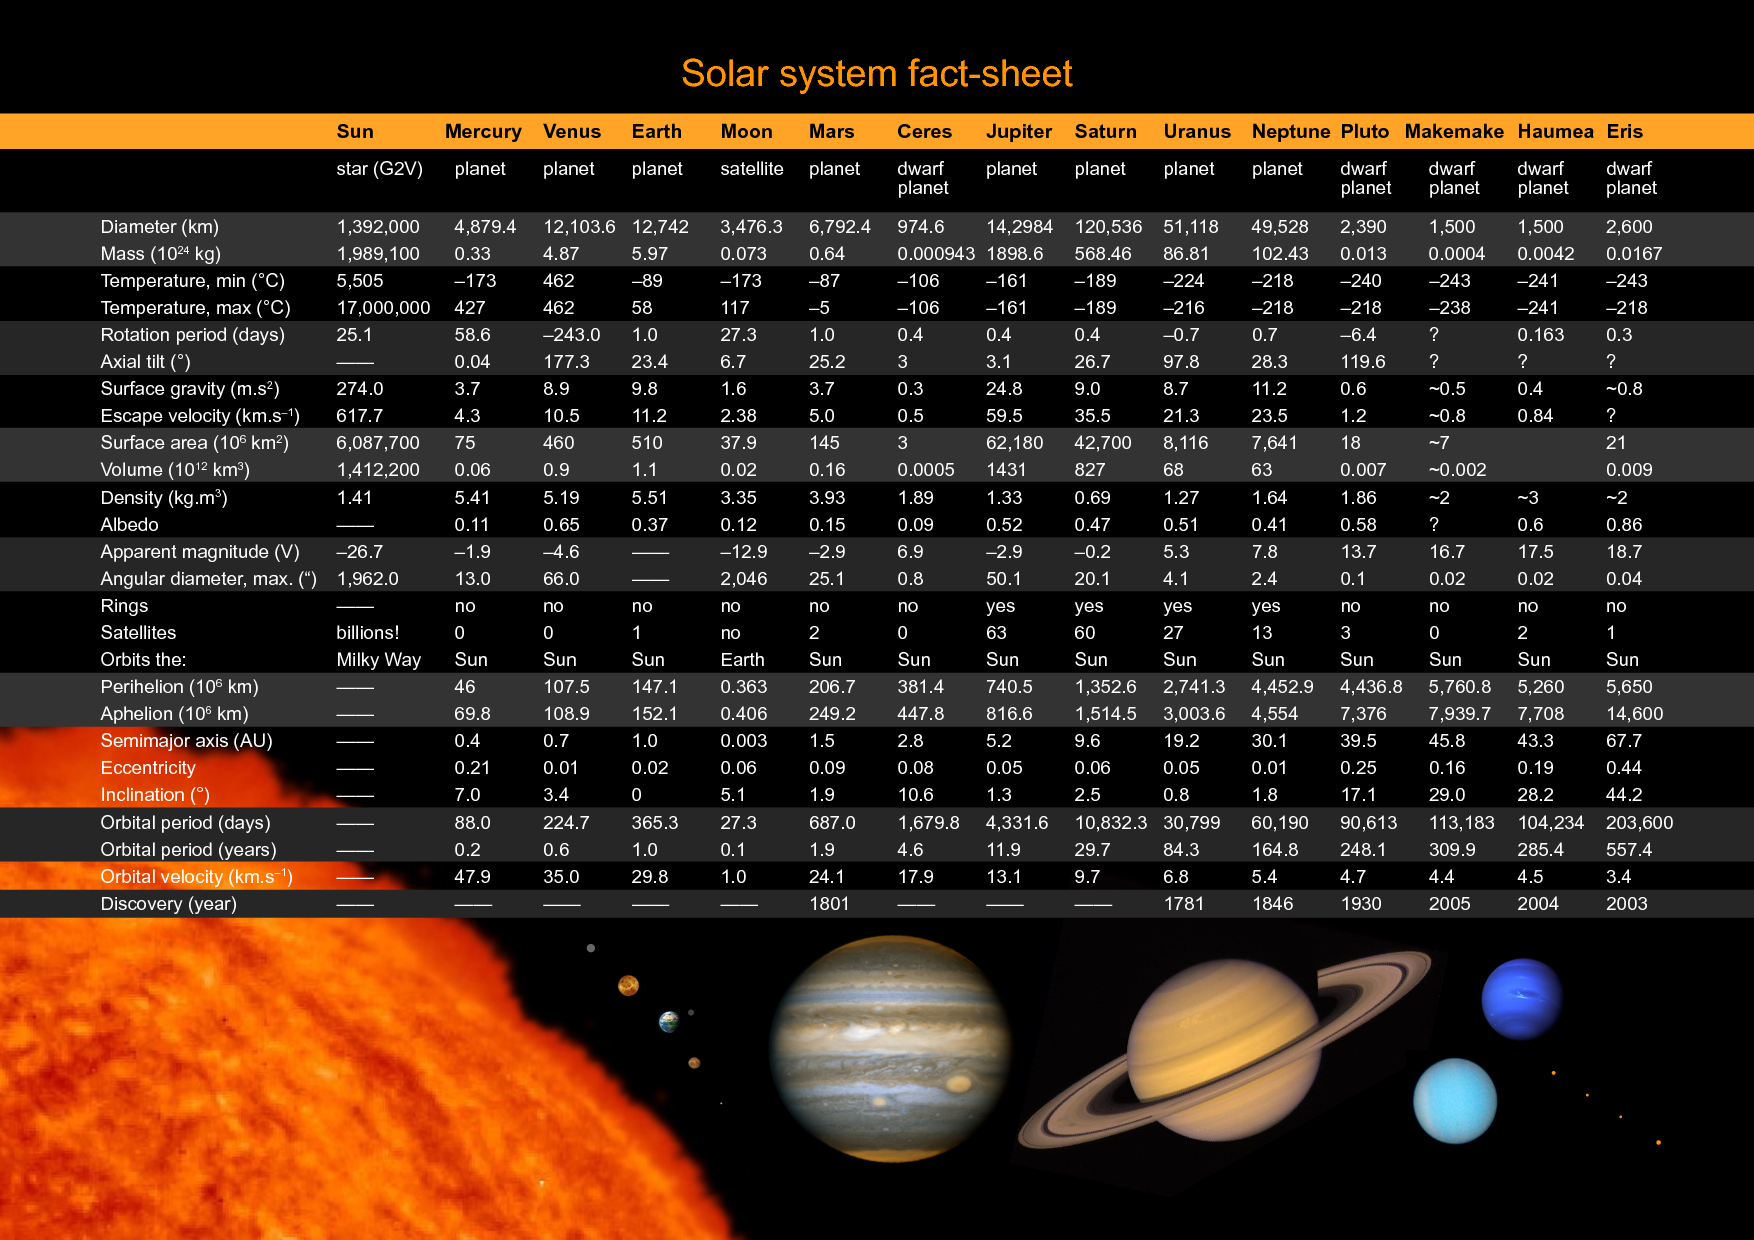 Solar system fact-sheet
Sun Mercury Venus Earth Moon Mars Ceres Jupiter Saturn Uranus Neptune Pluto Makemake Haumea Eris
star (G2V) planet planet planet satellite planet dwarf planet planet planet planet planet dwarf planet dwarf planet dwarf planet dwarf planet
Diameter (km) 1,392,000 4,879.4 12,103.6 12,742 3,476.3 6,792.4 974.6 14,2984 120,536 51,118 49,528 2,390 1,500 1,500 2,600
Mass (10²⁴ kg) 1,989,100 0.33 4.87 5.97 0.073 0.64 0.000943 1898.6 568.46 86.81 102.43 0.013 0.0004 0.0042 0.0167
Temperature, min (°C) 5,505 –173 462 –89 –173 –87 –106 –161 –189 –224 –218 –240 –243 –241 –243
Temperature, max (°C) 17,000,000 427 462 58 117 –5 –106 –161 –189 –216 –218 –218 –238 –241 –218
Rotation period (days) 25.1 58.6 –243.0 1.0 27.3 1.0 0.4 0.4 0.4 –0.7 0.7 –6.4 ? 0.163 0.3
Axial tilt (°) —— 0.04 177.3 23.4 6.7 25.2 3 3.1 26.7 97.8 28.3 119.6 ? ? ?
Surface gravity (m.s²) 274.0 3.7 8.9 9.8 1.6 3.7 0.3 24.8 9.0 8.7 11.2 0.6 ~0.5 0.4 ~0.8
Escape velocity (km.s⁻¹) 617.7 4.3 10.5 11.2 2.38 5.0 0.5 59.5 35.5 21.3 23.5 1.2 ~0.8 0.84 ?
Surface area (10⁶ km²) 6,087,700 75 460 510 37.9 145 3 62,180 42,700 8,116 7,641 18 ~7 21
Volume (10¹² km³) 1,412,200 0.06 0.9 1.1 0.02 0.16 0.0005 1431 827 68 63 0.007 ~0.002 0.009
Density (kg.m³) 1.41 5.41 5.19 5.51 3.35 3.93 1.89 1.33 0.69 1.27 1.64 1.86 ~2 ~3 ~2
Albedo —— 0.11 0.65 0.37 0.12 0.15 0.09 0.52 0.47 0.51 0.41 0.58 ? 0.6 0.86
Apparent magnitude (V) –26.7 –1.9 –4.6 —— –12.9 –2.9 6.9 –2.9 –0.2 5.3 7.8 13.7 16.7 17.5 18.7
Angular diameter, max. (“) 1,962.0 13.0 66.0 —— 2,046 25.1 0.8 50.1 20.1 4.1 2.4 0.1 0.02 0.02 0.04
Rings —— no no no no no no yes yes yes yes no no no no
Satellites billions! 0 0 1 no 2 0 63 60 27 13 3 0 2 1
Orbits the: Milky Way Sun Sun Sun Earth Sun Sun Sun Sun Sun Sun Sun Sun Sun Sun
Perihelion (10⁶ km) —— 46 107.5 147.1 0.363 206.7 381.4 740.5 1,352.6 2,741.3 4,452.9 4,436.8 5,760.8 5,260 5,650
Aphelion (10⁶ km) —— 69.8 108.9 152.1 0.406 249.2 447.8 816.6 1,514.5 3,003.6 4,554 7,376 7,939.7 7,708 14,600
Semimajor axis (AU) —— 0.4 0.7 1.0 0.003 1.5 2.8 5.2 9.6 19.2 30.1 39.5 45.8 43.3 67.7
Eccentricity —— 0.21 0.01 0.02 0.06 0.09 0.08 0.05 0.06 0.05 0.01 0.25 0.16 0.19 0.44
Inclination (°) —— 7.0 3.4 0 5.1 1.9 10.6 1.3 2.5 0.8 1.8 17.1 29.0 28.2 44.2
Orbital period (days) —— 88.0 224.7 365.3 27.3 687.0 1,679.8 4,331.6 10,832.3 30,799 60,190 90,613 113,183 104,234 203,600
Orbital period (years) —— 0.2 0.6 1.0 0.1 1.9 4.6 11.9 29.7 84.3 164.8 248.1 309.9 285.4 557.4
Orbital velocity (km.s⁻¹) —— 47.9 35.0 29.8 1.0 24.1 17.9 13.1 9.7 6.8 5.4 4.7 4.4 4.5 3.4
Discovery (year) —— —— —— —— —— 1801 —— —— —— 1781 1846 1930 2005 2004 2003